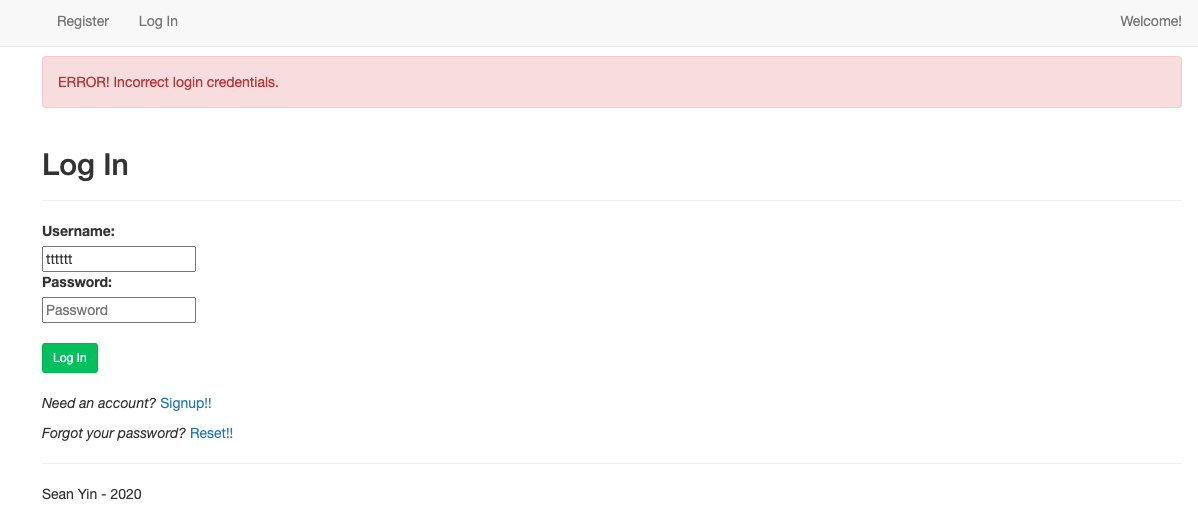 Register Log In Welcome!
ERROR! Incorrect login credentials.
Log In
Username:
tttttt
Password:
Password
Log In
Need an account? Signup!!
Forgot your password? Reset!!
Sean Yin - 2020